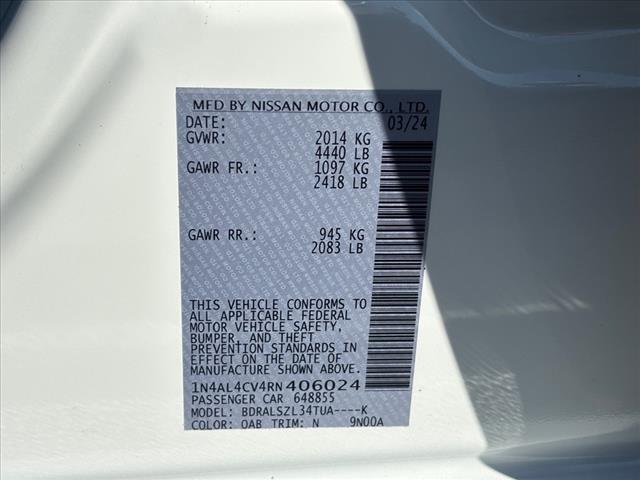 MFD BY NISSAN MOTOR CO., LTD.
DATE: 03/24
GVWR: 2014 KG
4440 LB
GAWR FR.: 1097 KG
2418 LB
GAWR RR.: 945 KG
2083 LB
THIS VEHICLE CONFORMS TO
ALL APPLICABLE FEDERAL
MOTOR VEHICLE SAFETY,
BUMPER, AND THEFT
PREVENTION STANDARDS IN
EFFECT ON THE DATE OF
MANUFACTURE SHOWN ABOVE.
1N4AL4CV4RN406024
PASSENGER CAR 648855
MODEL: BDRALSZL34TUA----K
COLOR: QAB TRIM: N 9N00A